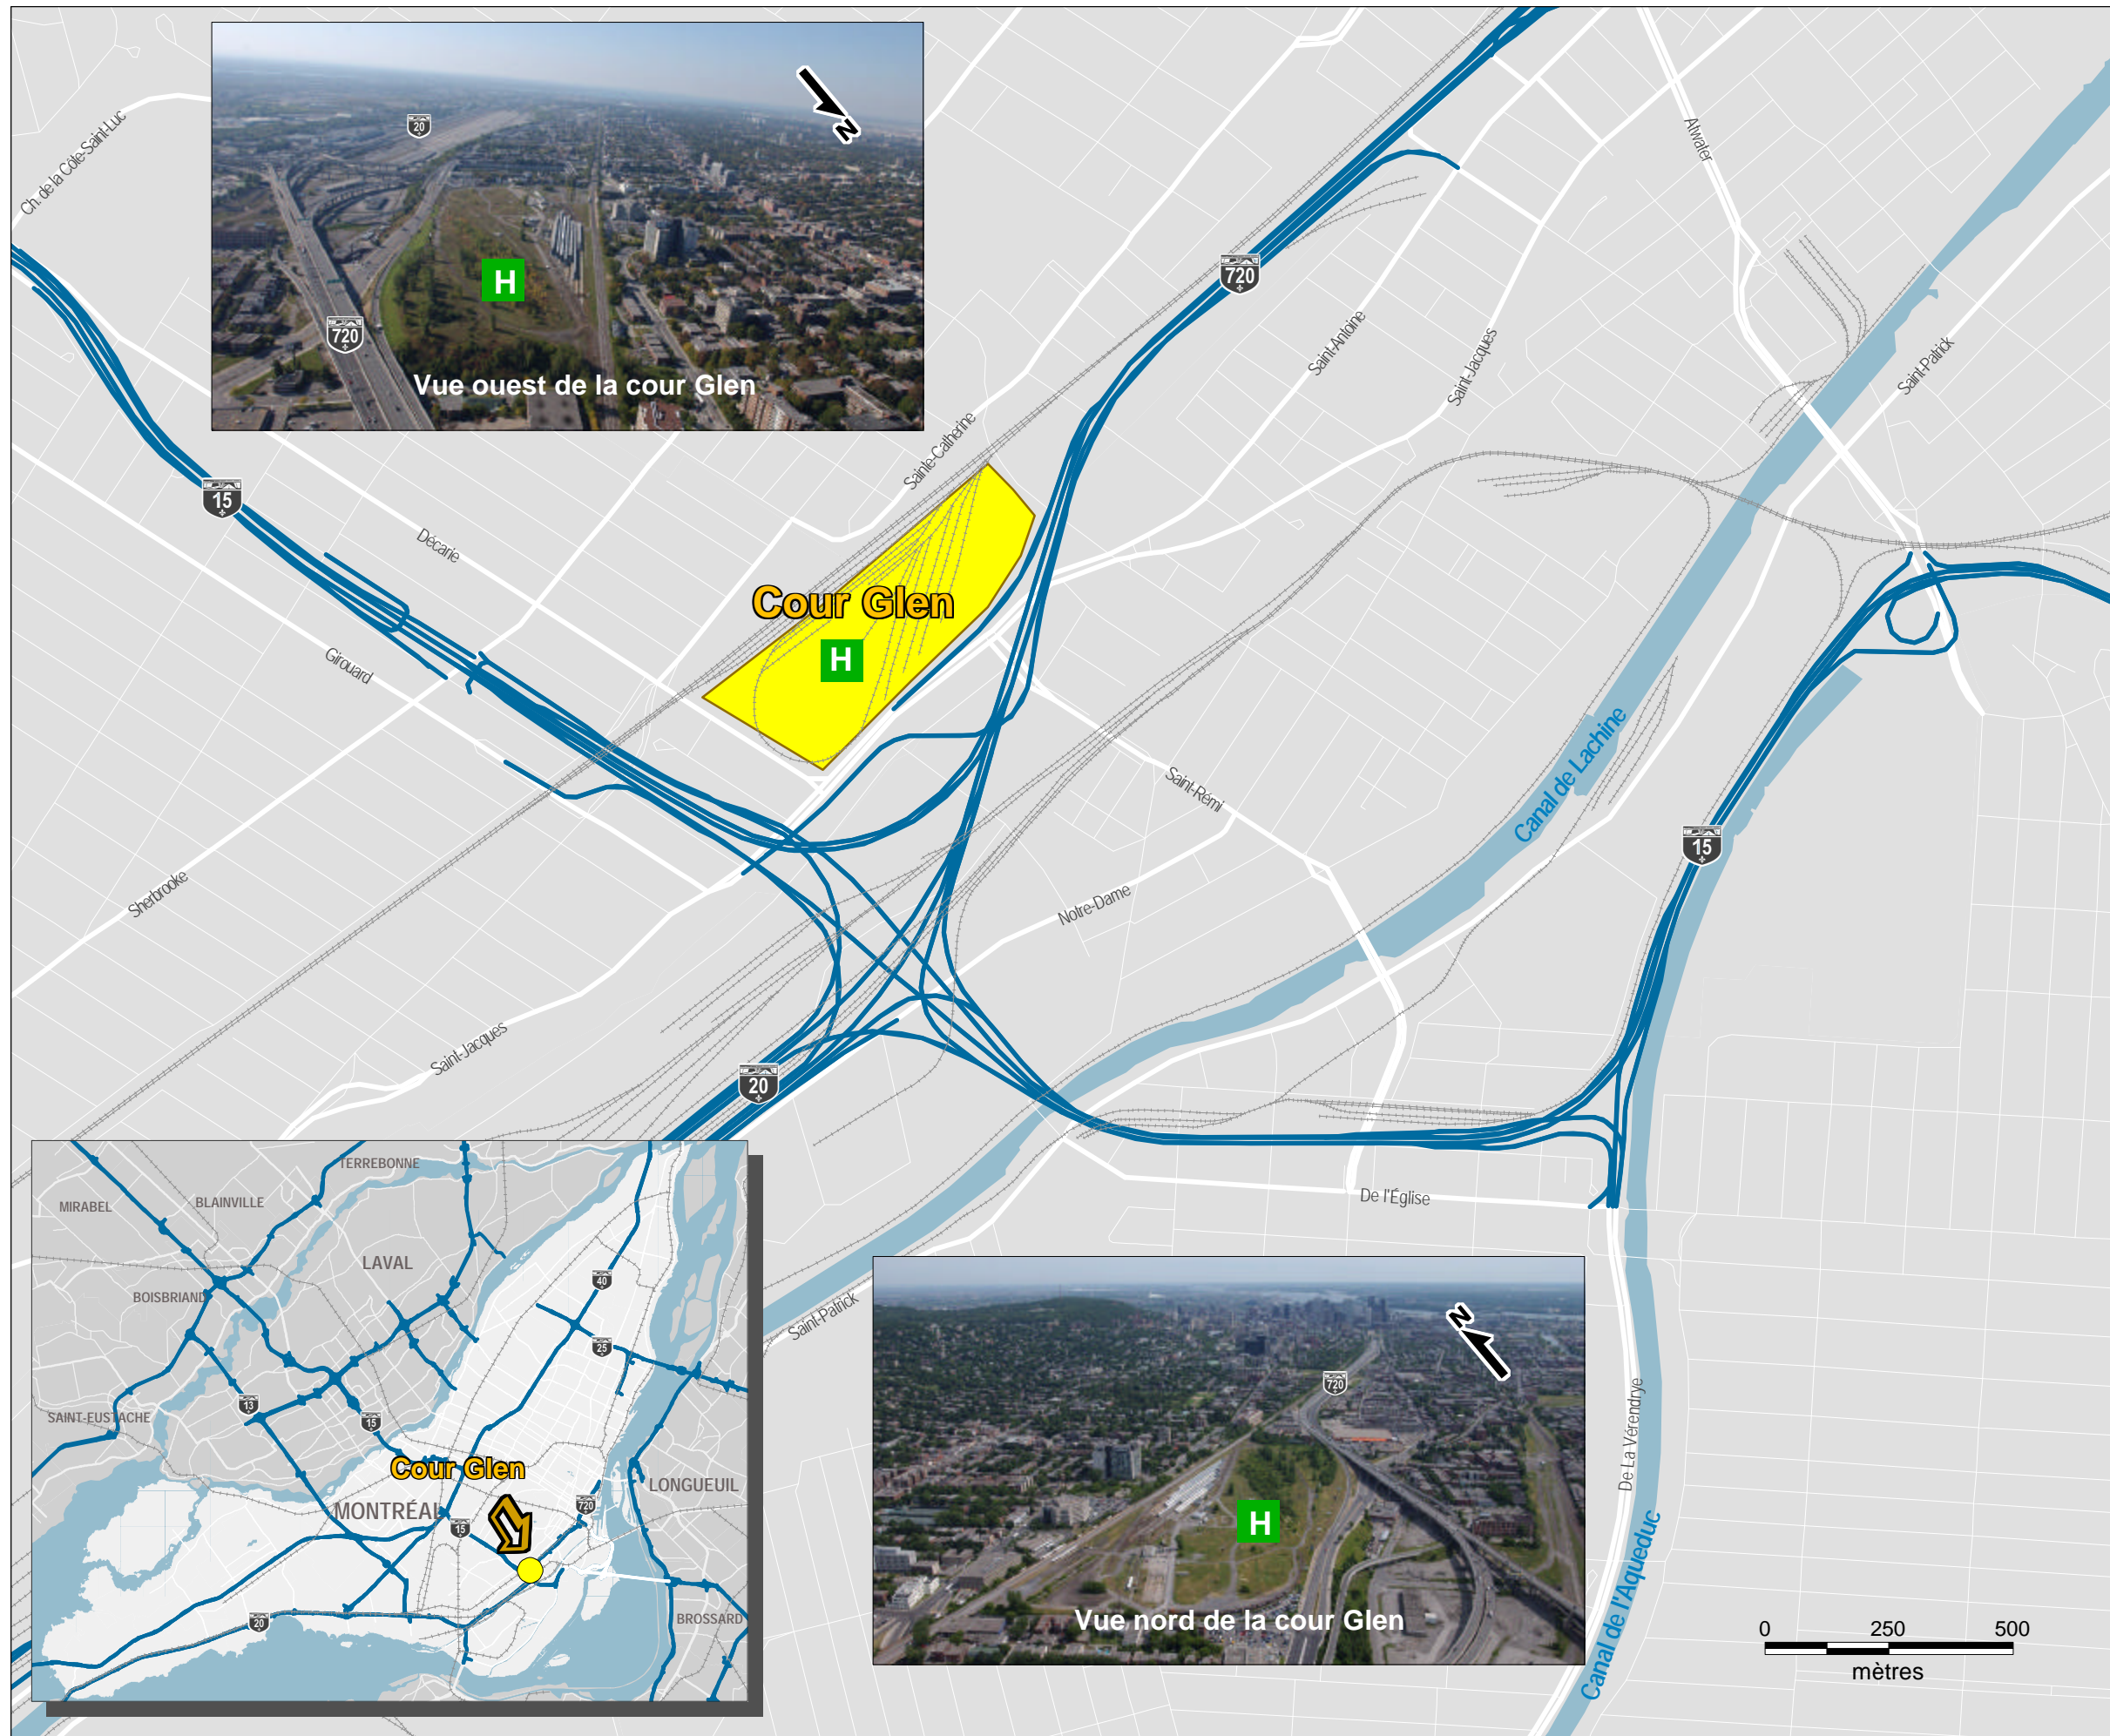 Ch. de la Côte-Saint-Luc
20
N
H
720
Vue ouest de la cour Glen
Atwater
720
Saint-Antoine
Saint-Jacques
Saint-Patrick
15
Décarie
Sainte-Catherine
Girouard
Cour Glen
H
Canal de Lachine
Saint-Rémi
15
Sherbrooke
Notre-Dame
Saint-Jacques
20
De l'Église
Saint-Patrick
De La Vérendrye
Canal de l'Aqueduc
TERREBONNE
MIRABEL
BLAINVILLE
LAVAL
40
BOISBRIAND
25
13
15
SAINT-EUSTACHE
Cour Glen
LONGUEUIL
MONTRÉAL
720
15
20
BROSSARD
N
720
H
Vue nord de la cour Glen
0 250 500
mètres